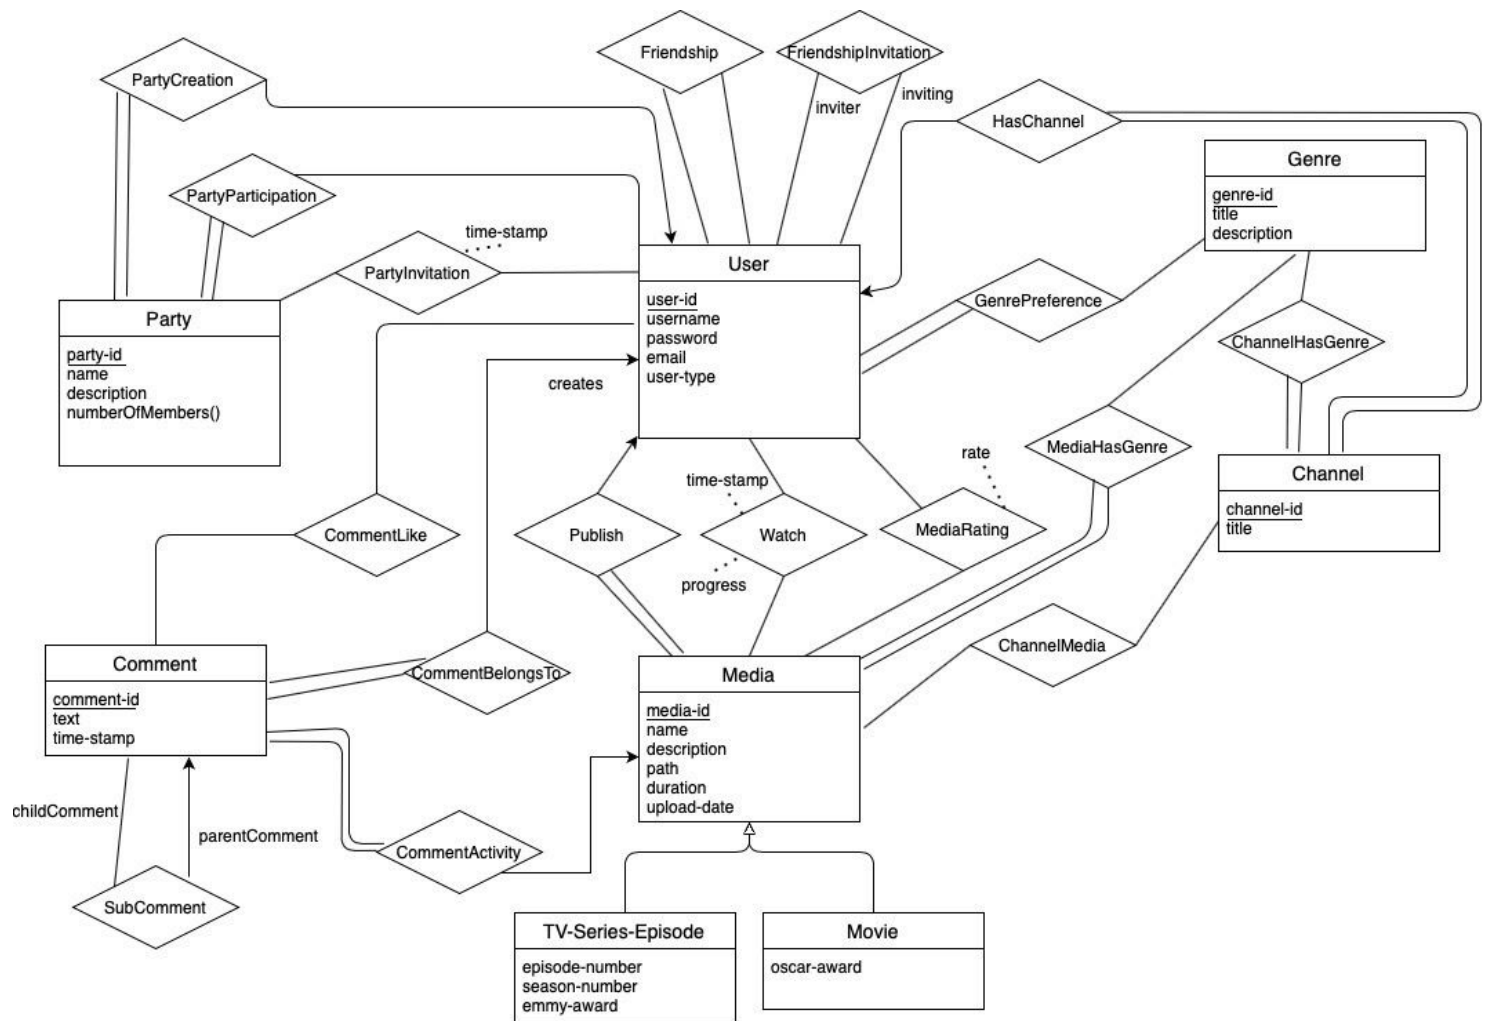 Friendship
FriendshipInvitation
PartyCreation
inviter
inviting
HasChannel
Genre
genre-id
title
description
PartyParticipation
time-stamp
PartyInvitation
User
user-id
username
password
email
user-type
GenrePreference
ChannelHasGenre
Party
party-id
name
description
numberOfMembers()
creates
MediaHasGenre
rate
Channel
channel-id
title
time-stamp
CommentLike
Publish
Watch
MediaRating
progress
ChannelMedia
Comment
comment-id
text
time-stamp
CommentBelongsTo
Media
media-id
name
description
path
duration
upload-date
childComment
parentComment
CommentActivity
SubComment
TV-Series-Episode
episode-number
season-number
emmy-award
Movie
oscar-award